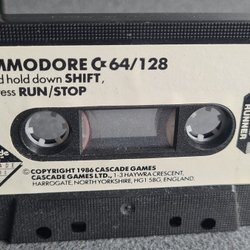 MMODORE C 64/128
d hold down SHIFT,
ress RUN/STOP
RUNNER
© COPYRIGHT 1986 CASCADE GAMES
CASCADE GAMES LTD., 1-3 HAYWRA CRESCENT,
HARROGATE, NORTH YORKSHIRE, HG1 5BG, ENGLAND.